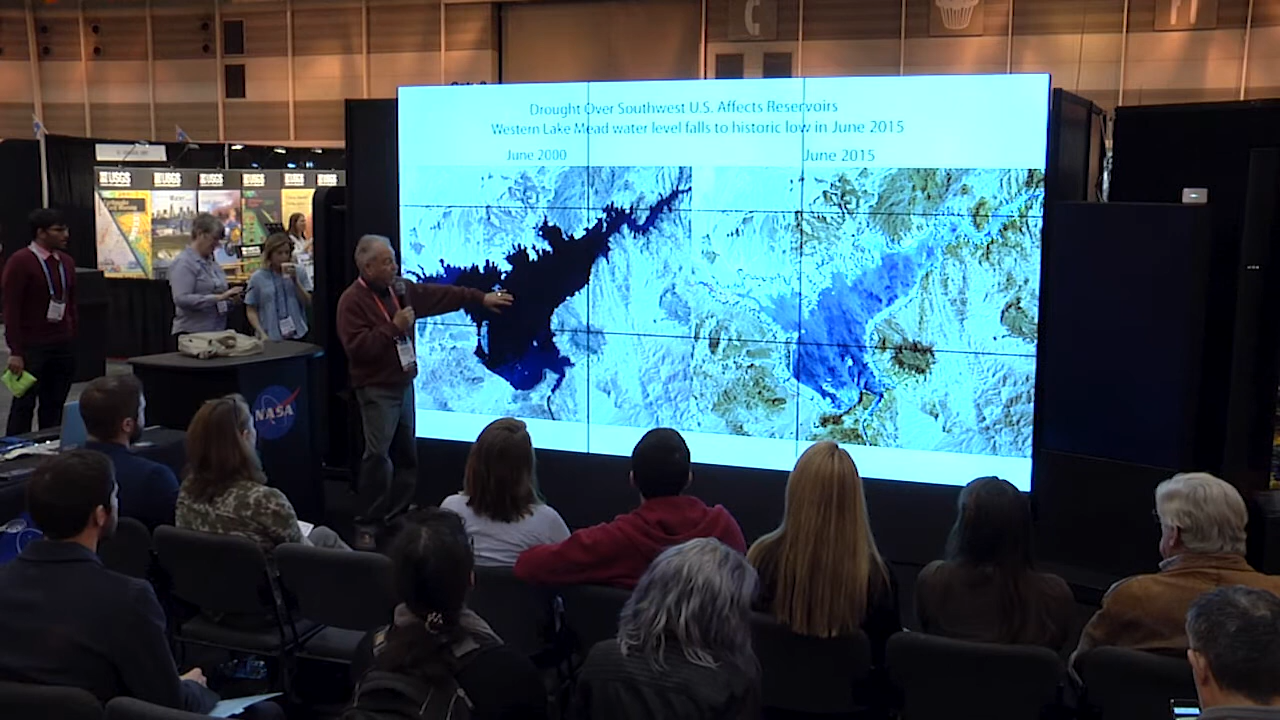 Drought Over Southwest U.S. Affects Reservoirs
Western Lake Mead water level falls to historic low in June 2015
June 2000
June 2015
USGS
USGS
USGS
USGS
USGS
USGS
NASA